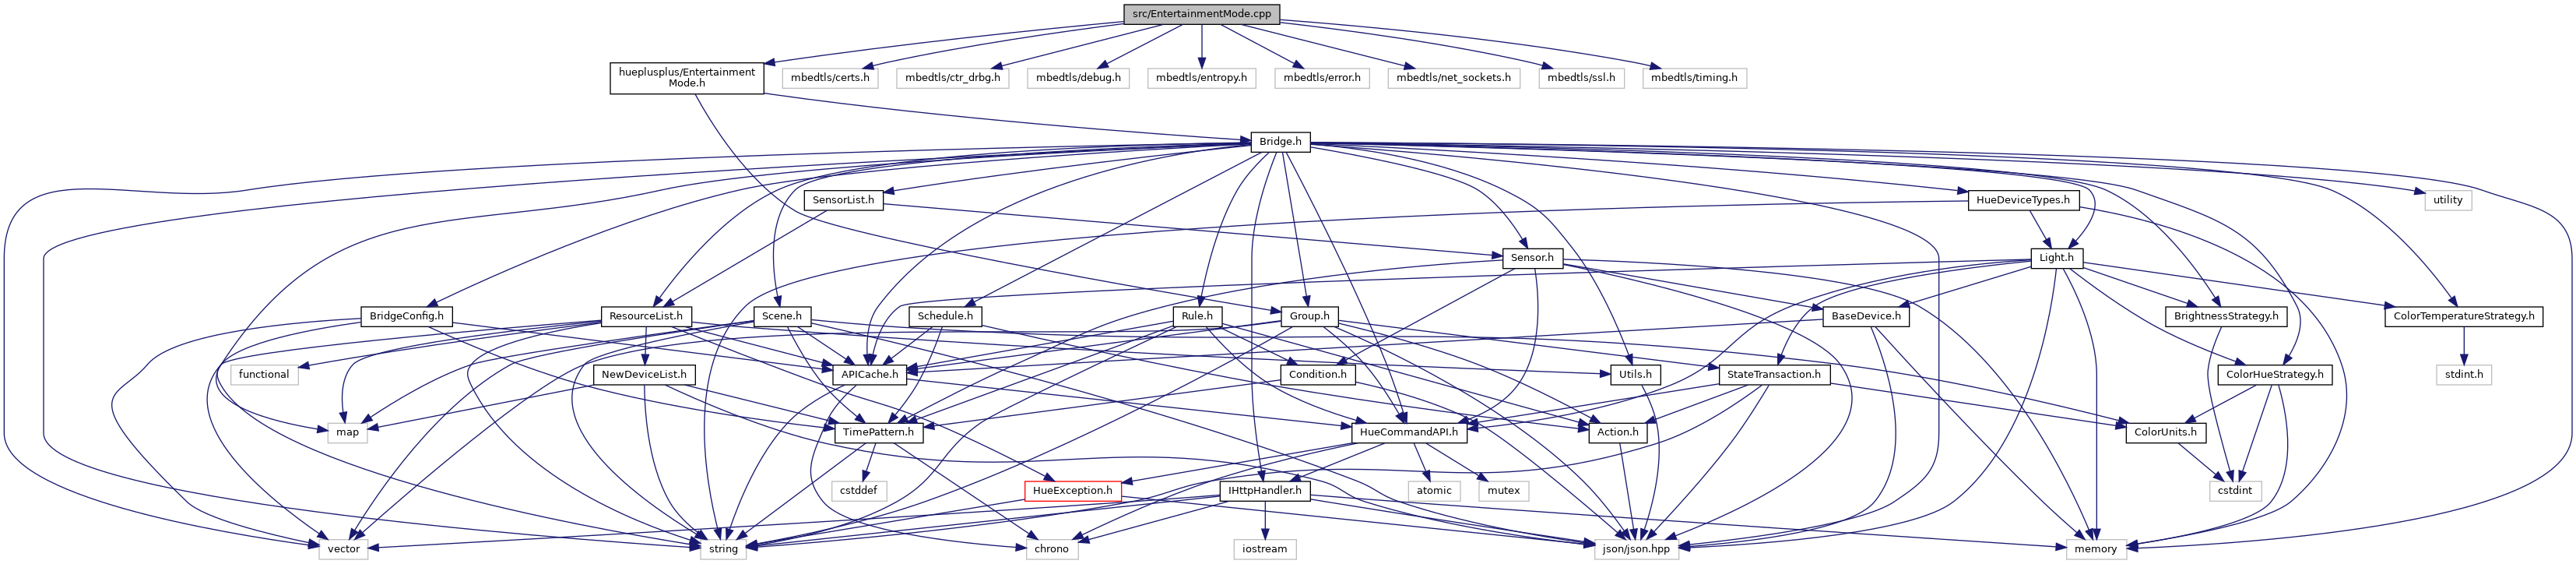 src/EntertainmentMode.cpp
hueplusplus/Entertainment
Mode.h
mbedtls/certs.h
mbedtls/ctr_drbg.h
mbedtls/debug.h
mbedtls/entropy.h
mbedtls/error.h
mbedtls/net_sockets.h
mbedtls/ssl.h
mbedtls/timing.h
Bridge.h
SensorList.h
HueDeviceTypes.h
utility
Sensor.h
Light.h
BridgeConfig.h
ResourceList.h
Scene.h
Schedule.h
Rule.h
Group.h
BaseDevice.h
BrightnessStrategy.h
ColorTemperatureStrategy.h
functional
NewDeviceList.h
APICache.h
Condition.h
Utils.h
StateTransaction.h
ColorHueStrategy.h
stdint.h
map
TimePattern.h
HueCommandAPI.h
Action.h
ColorUnits.h
cstddef
HueException.h
IHttpHandler.h
atomic
mutex
cstdint
vector
string
chrono
iostream
json/json.hpp
memory